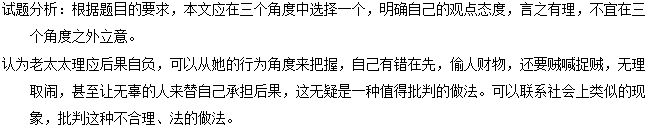 试题分析：根据题目的要求，本文应在三个角度中选择一个，明确自己的观点态度，言之有理，不宜在三
个角度之外立意。
认为老太太理应后果自负，可以从她的行为角度来把握，自己有错在先，偷人财物，还要贼喊捉贼，无理
取闹，甚至让无辜的人来替自己承担后果，这无疑是一种值得批判的做法。可以联系社会上类似的现
象，批判这种不合理、法的做法。